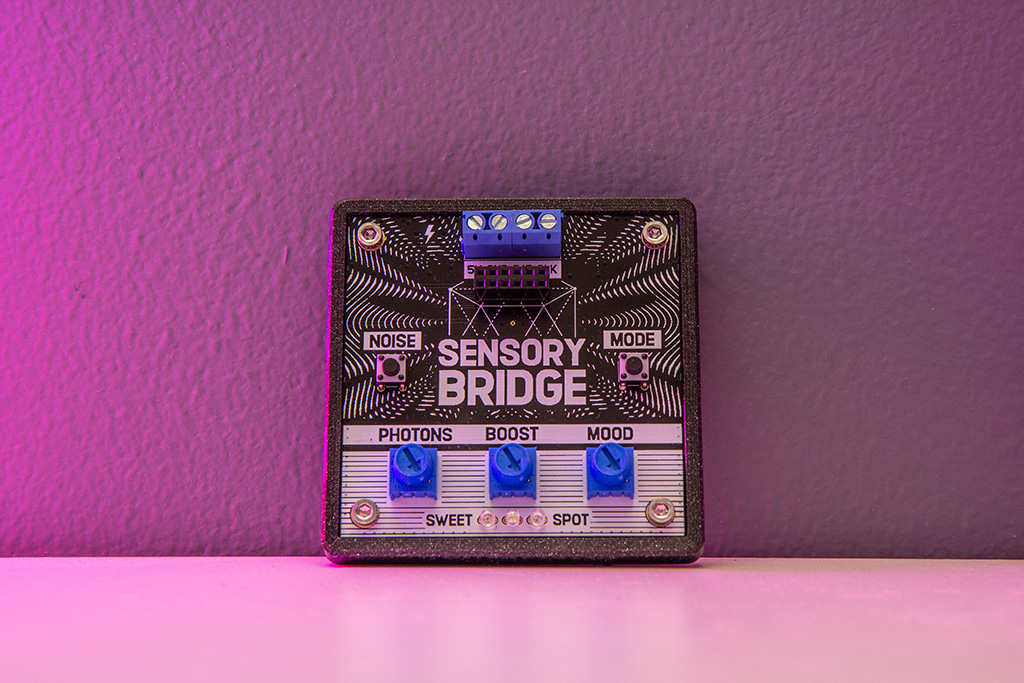 NOISE
MODE
SENSORY
BRIDGE
PHOTONS BOOST MOOD
SWEET SPOT